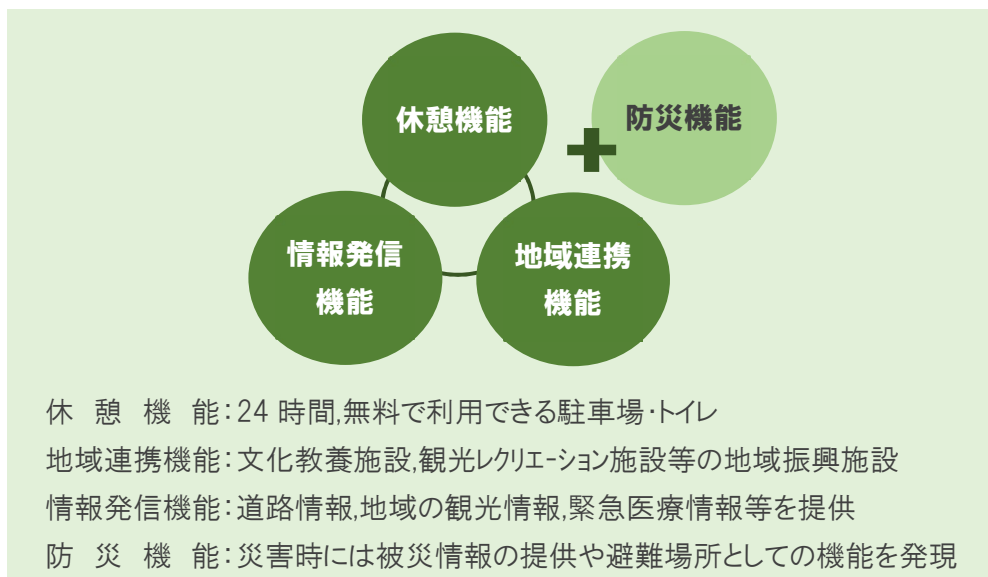 休憩機能
防災機能
情報発信
機能
地域連携
機能
休憩機能：24時間,無料で利用できる駐車場・トイレ
地域連携機能：文化教養施設,観光レクリエーション施設等の地域振興施設
情報発信機能：道路情報,地域の観光情報,緊急医療情報等を提供
防災機能：災害時には被災情報の提供や避難場所としての機能を発現